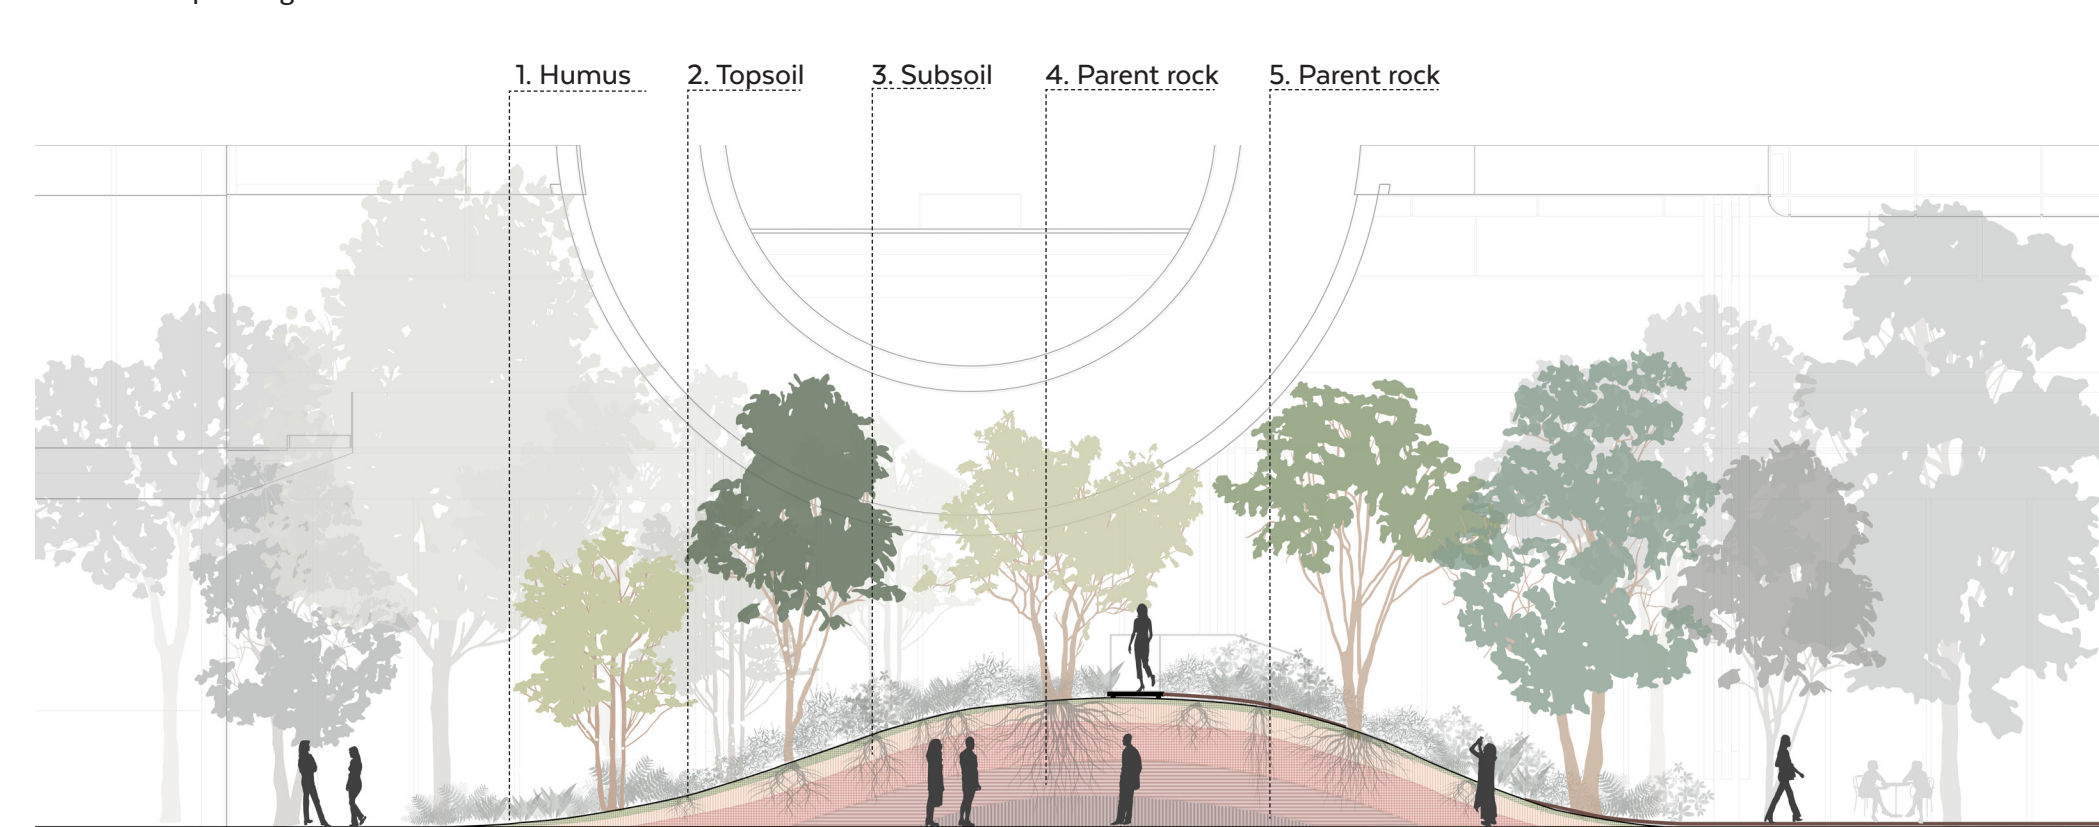 1. Humus
2. Topsoil
3. Subsoil
4. Parent rock
5. Parent rock